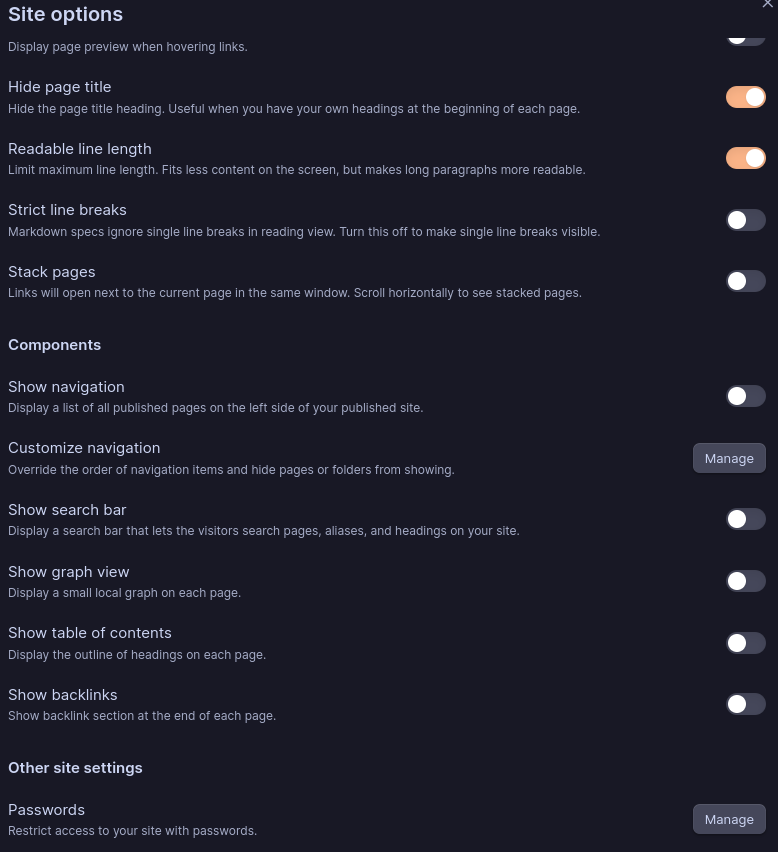 Site options
Display page preview when hovering links.
Hide page title
Hide the page title heading. Useful when you have your own headings at the beginning of each page.
Readable line length
Limit maximum line length. Fits less content on the screen, but makes long paragraphs more readable.
Strict line breaks
Markdown specs ignore single line breaks in reading view. Turn this off to make single line breaks visible.
Stack pages
Links will open next to the current page in the same window. Scroll horizontally to see stacked pages.
Components
Show navigation
Display a list of all published pages on the left side of your published site.
Customize navigation
Override the order of navigation items and hide pages or folders from showing.
Manage
Show search bar
Display a search bar that lets the visitors search pages, aliases, and headings on your site.
Show graph view
Display a small local graph on each page.
Show table of contents
Display the outline of headings on each page.
Show backlinks
Show backlink section at the end of each page.
Other site settings
Passwords
Restrict access to your site with passwords.
Manage